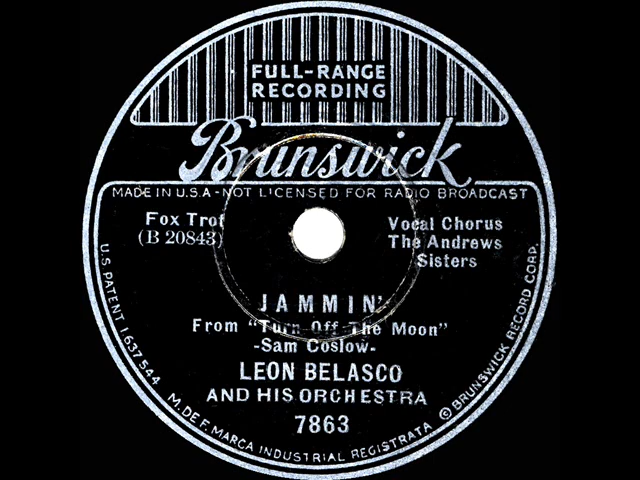 FULL-RANGE
RECORDING
Brunswick
MADE IN U.S.A-NOT LICENSED FOR RADIO BROADCAST
Fox Trot
(B 20843)
Vocal Chorus
The Andrews
Sisters
JAMMIN'
From "Turn Off The Moon"
-Sam Coslow-
LEON BELASCO
AND HIS ORCHESTRA
7863
U.S. PATENT 1,637,544
M. DE F. MARCA INDUSTRIAL REGISTRATA
© BRUNSWICK RECORD CORP.